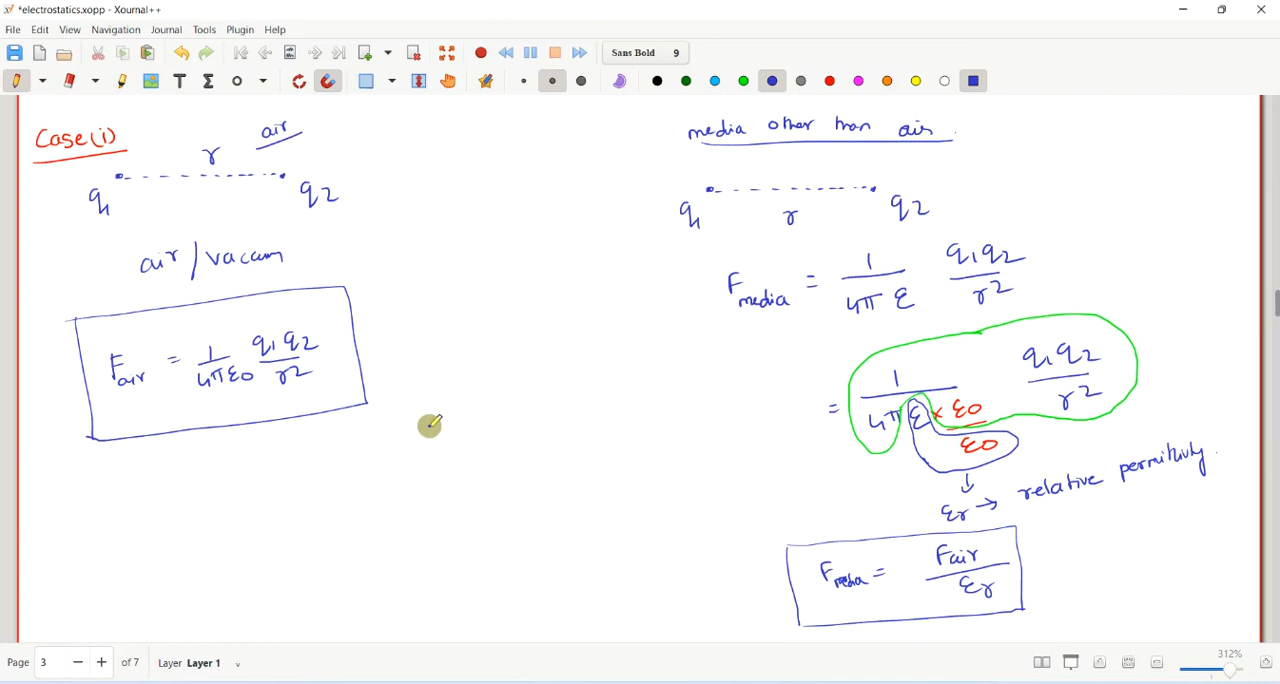 *electrostatics.xopp - Xournal++
File Edit View Navigation Journal Tools Plugin Help
Sans Bold 9
Case(i)
air
r
q1 q2
air/vacum
Fair = 1/4πε0 q1q2/r2
media other than air.
q1 r q2
Fmedia = 1/4πε q1q2/r2
= 1/4πε×ε0/ε0 q1q2/r2
↓
εr → relative permitivity.
Fmedia = Fair/εr
Page 3 − + of 7 Layer Layer 1 312%